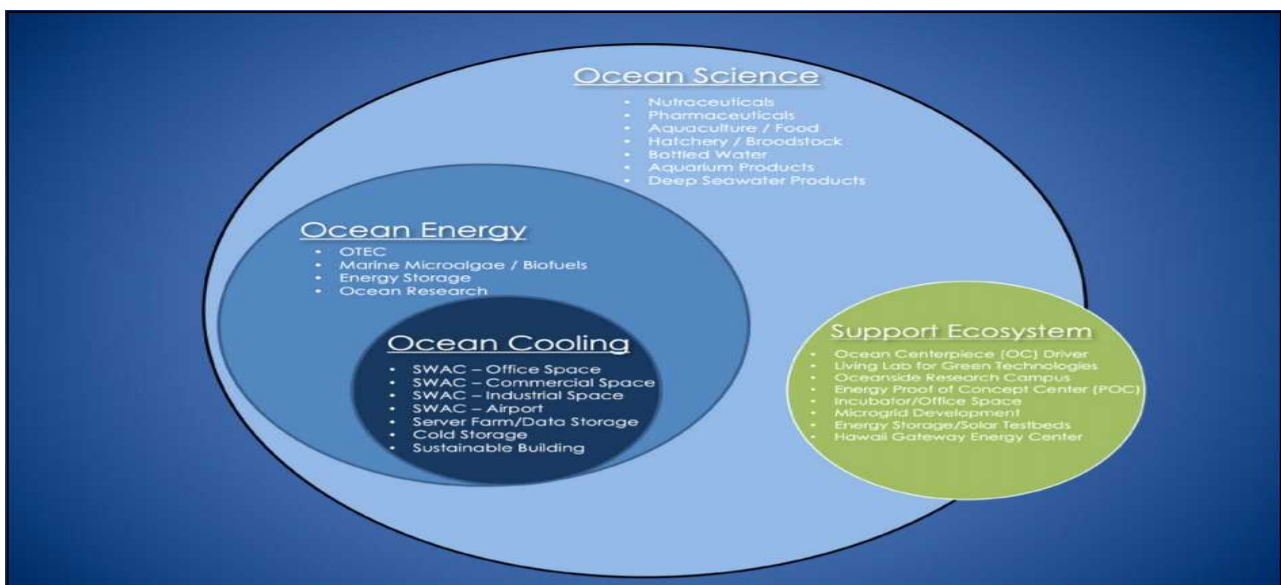 Ocean Science
• Nutraceuticals
• Pharmaceuticals
• Aquaculture / Food
• Hatchery / Broodstock
• Bottled Water
• Aquarium Products
• Deep Seawater Products
Ocean Energy
• OTEC
• Marine Microalgae / Biofuels
• Energy Storage
• Ocean Research
Ocean Cooling
• SWAC – Office Space
• SWAC – Commercial Space
• SWAC – Industrial Space
• SWAC – Airport
• Server Farm/Data Storage
• Cold Storage
• Sustainable Building
Support Ecosystem
• Ocean Centerpiece (OC) Driver
• Living Lab for Green Technologies
• Oceanside Research Campus
• Energy Proof of Concept Center (POC)
• Incubator/Office Space
• Microgrid Development
• Energy Storage/Solar Testbeds
• Hawaii Gateway Energy Center